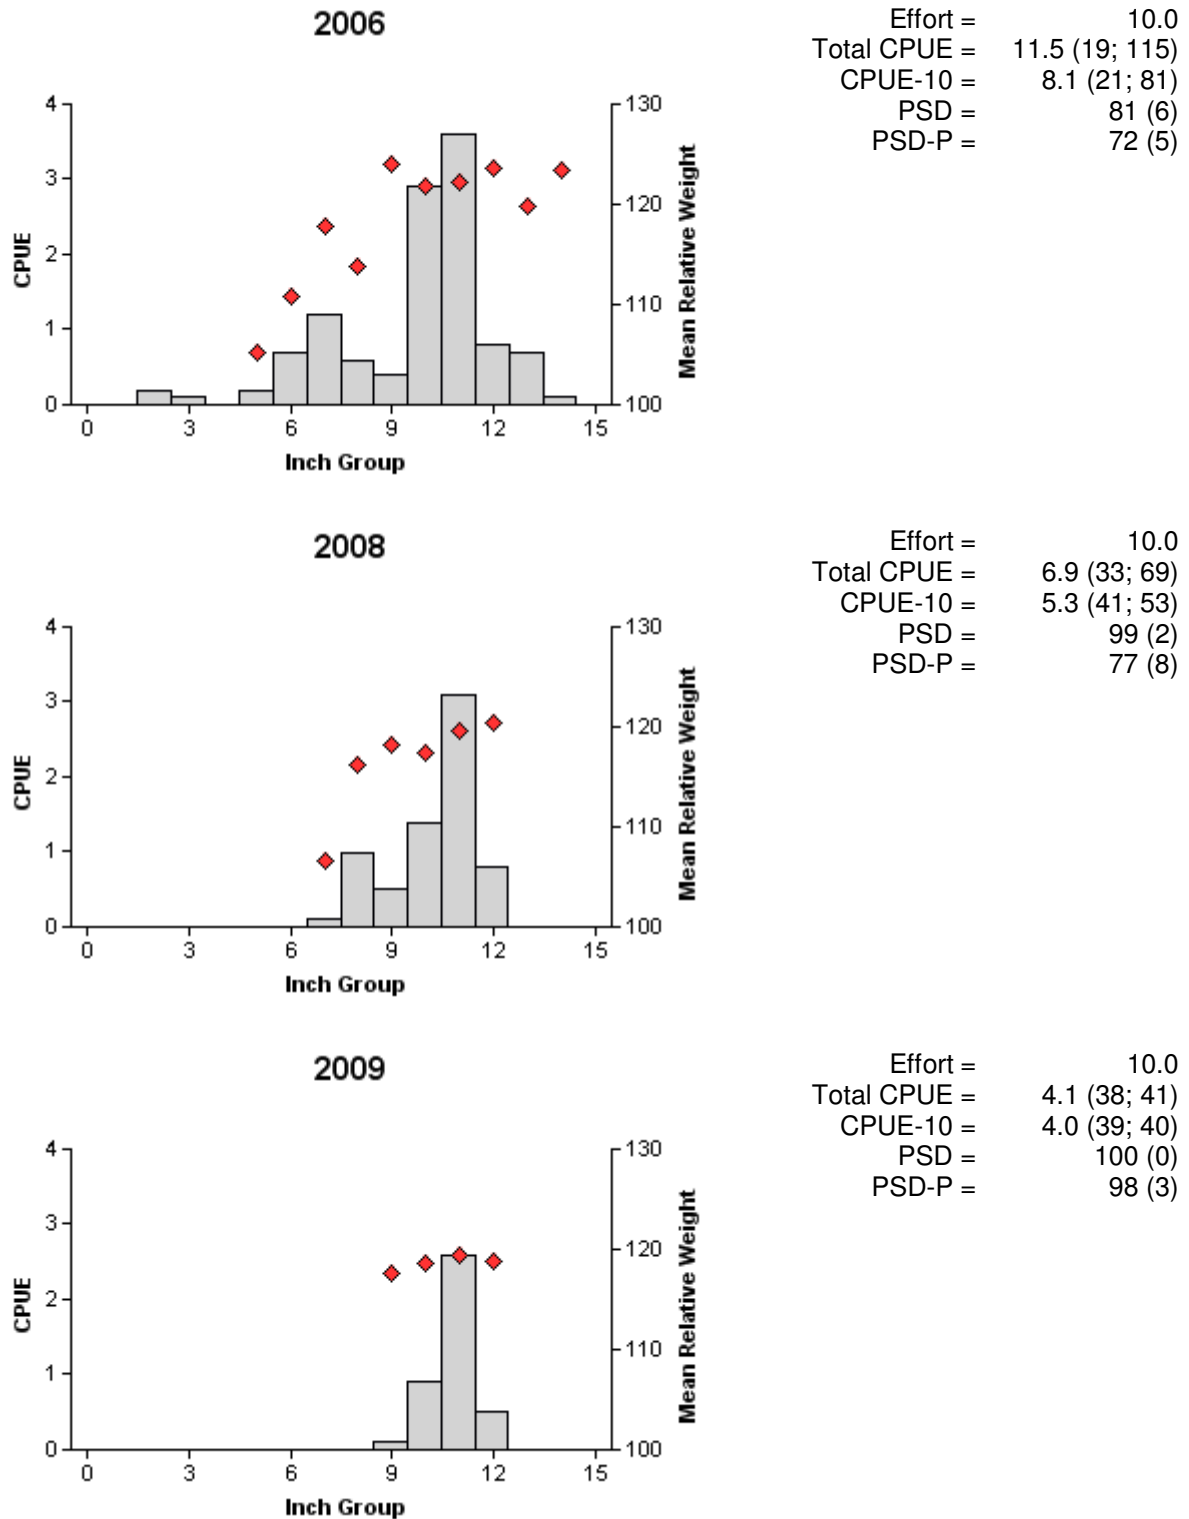 2006
Effort = 10.0
Total CPUE = 11.5 (19; 115)
CPUE-10 = 8.1 (21; 81)
PSD = 81 (6)
PSD-P = 72 (5)
4 130
3
120
2
110
1
0 100
CPUE
Mean Relative Weight
0 3 6 9 12 15
Inch Group
2008
Effort = 10.0
Total CPUE = 6.9 (33; 69)
CPUE-10 = 5.3 (41; 53)
PSD = 99 (2)
PSD-P = 77 (8)
4 130
3
120
2
110
1
0 100
CPUE
Mean Relative Weight
0 3 6 9 12 15
Inch Group
2009
Effort = 10.0
Total CPUE = 4.1 (38; 41)
CPUE-10 = 4.0 (39; 40)
PSD = 100 (0)
PSD-P = 98 (3)
4 130
3
120
2
110
1
0 100
CPUE
Mean Relative Weight
0 3 6 9 12 15
Inch Group